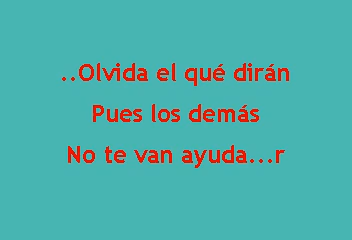 ..Olvida el qué dirán
Pues los demás
No te van ayuda...r